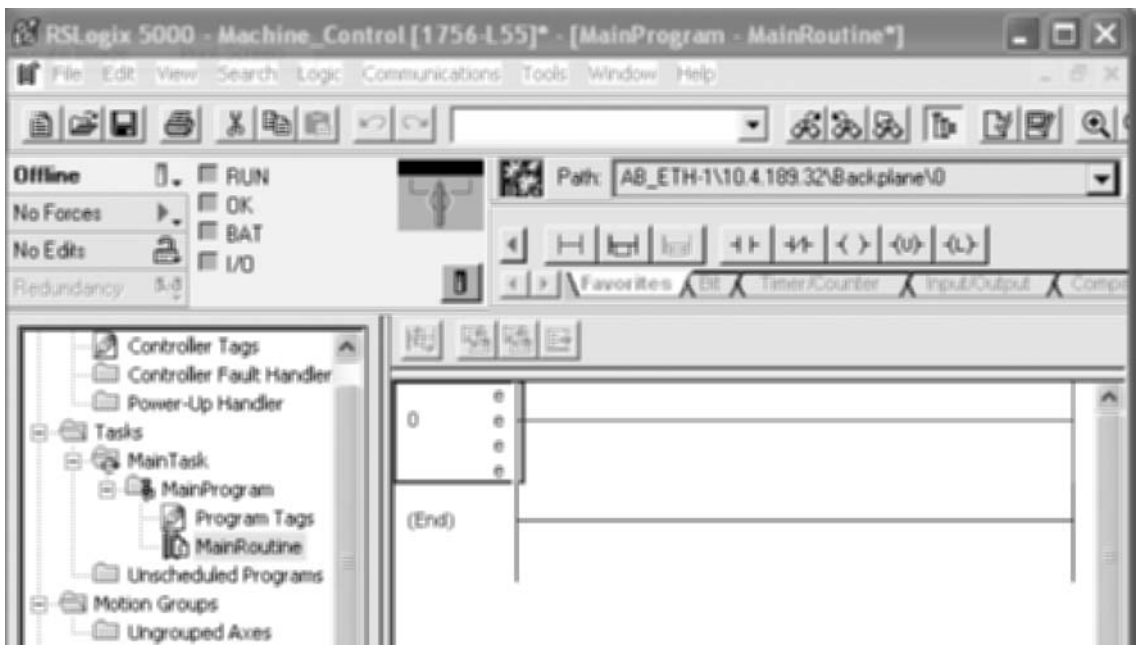 RSLogix 5000 - Machine_Control [1756-L55]* - [MainProgram - MainRoutine*]
File Edit View Search Logic Communications Tools Window Help
Offline
RUN
Path: AB_ETH-1\10.4.189.32\Backplane\0
No Forces
OK
BAT
No Edits
I/O
Redundancy
Favorites Bit Timer/Counter Input/Output
Controller Tags
Controller Fault Handler
Power-Up Handler
Tasks
MainTask
MainProgram
Program Tags
MainRoutine
Unscheduled Programs
Motion Groups
Ungrouped Axes
e
0
e
e
e
(End)